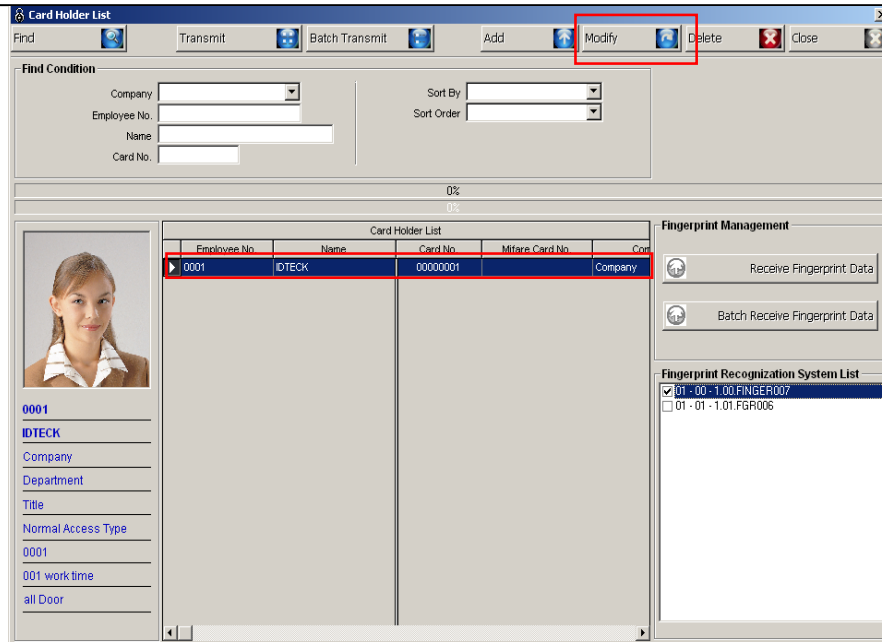 Card Holder List
Find Transmit Batch Transmit Add Modify Delete Close
Find Condition
Company
Employee No.
Name
Card No.
Sort By
Sort Order
0%
0%
Card Holder List
Employee No. Name Card No. Mifare Card No. Com
0001 IDTECK 00000001 Company
0001
IDTECK
Company
Department
Title
Normal Access Type
0001
001 work time
all Door
Fingerprint Management
Receive Fingerprint Data
Batch Receive Fingerprint Data
Fingerprint Recognization System List
01 - 00 - 1.00.FINGER007
01 - 01 - 1.01.FGR006